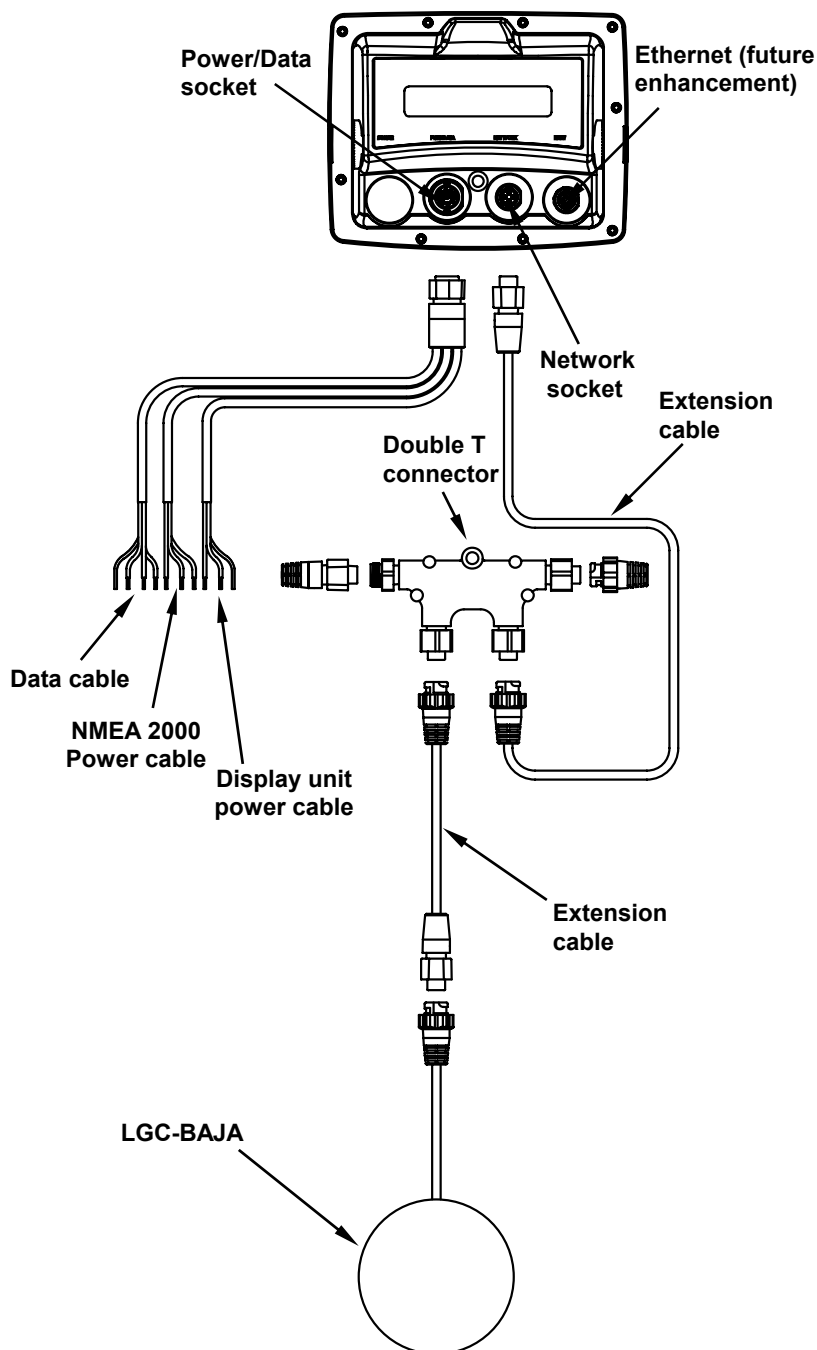 Power/Data
socket
Ethernet (future
enhancement)
Network
socket
Extension
cable
Double T
connector
Data cable
NMEA 2000
Power cable
Display unit
power cable
Extension
cable
LGC-BAJA